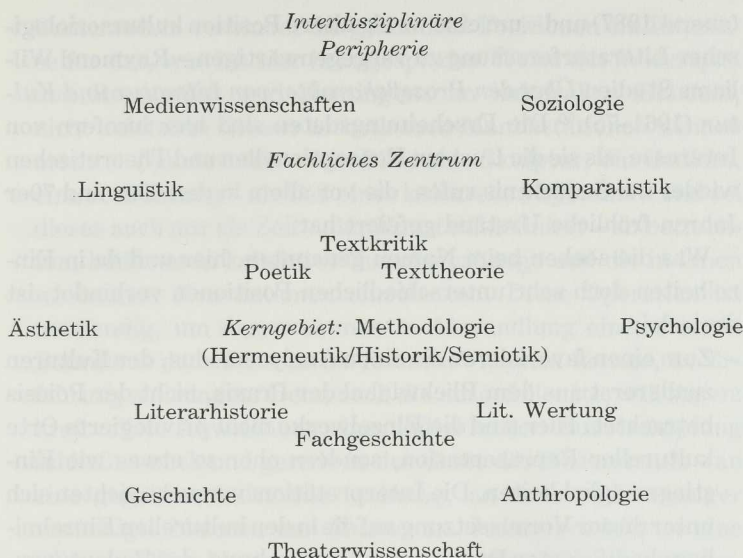 Interdisziplinäre
Peripherie
Medienwissenschaften Soziologie
Fachliches Zentrum
Linguistik Komparatistik
Textkritik
Poetik Texttheorie
Ästhetik Kerngebiet: Methodologie Psychologie
(Hermeneutik/Historik/Semiotik)
Literarhistorie Lit. Wertung
Fachgeschichte
Geschichte Anthropologie
Theaterwissenschaft